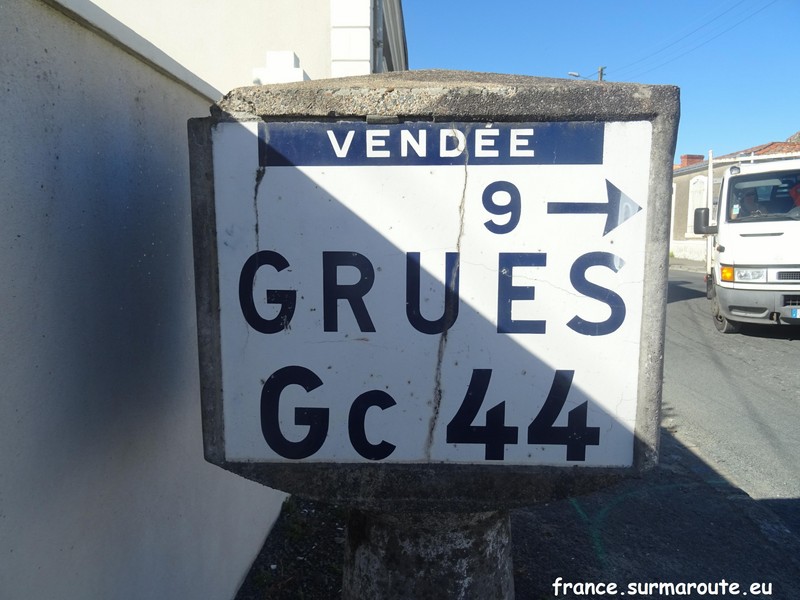 VENDÉE
9 →
GRUES
Gc 44
france.surmaroute.eu